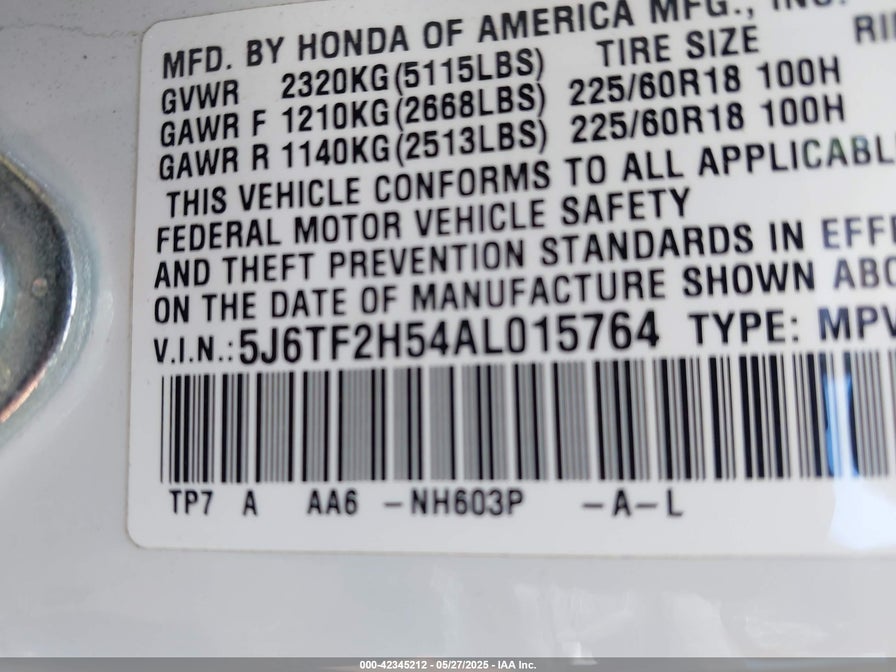 MFD. BY HONDA OF AMERICA MFG., INC.
GVWR 2320KG(5115LBS) TIRE SIZE
GAWR F 1210KG(2668LBS) 225/60R18 100H
GAWR R 1140KG(2513LBS) 225/60R18 100H
THIS VEHICLE CONFORMS TO ALL APPLICABL
FEDERAL MOTOR VEHICLE SAFETY
AND THEFT PREVENTION STANDARDS IN EFFE
ON THE DATE OF MANUFACTURE SHOWN ABO
V.I.N.: 5J6TF2H54AL015764 TYPE: MPV
TP7 A AA6 -NH603P -A-L
000-42345212 - 05/27/2025 - IAA Inc.